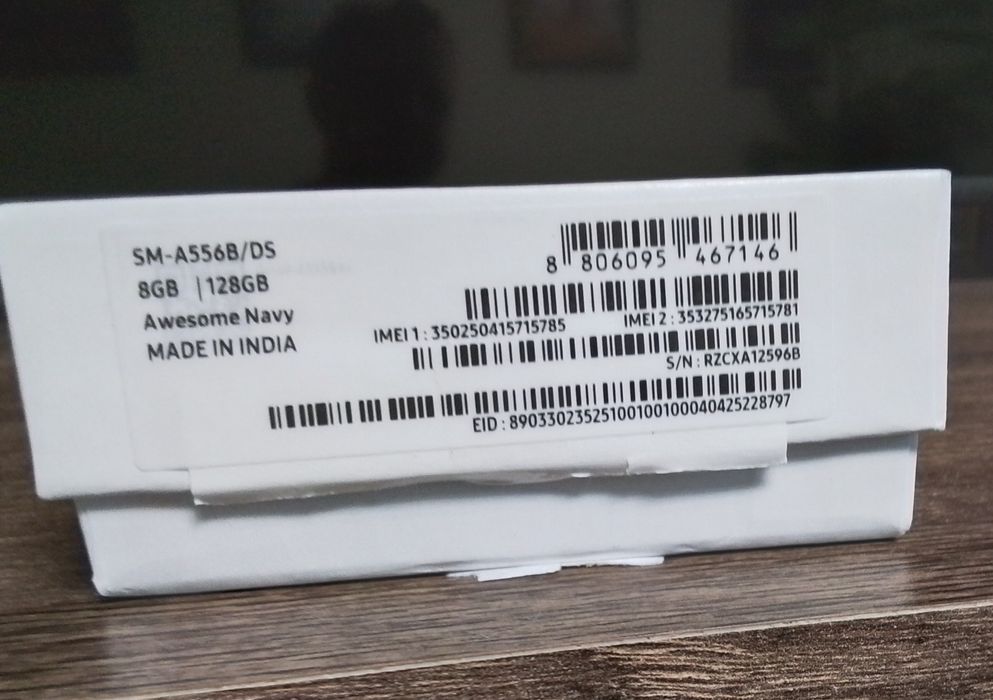 SM-A556B/DS
8GB | 128GB
Awesome Navy
MADE IN INDIA
8 806095 467146
IMEI 1 : 350250415715785
IMEI 2 : 353275165715781
S/N : RZCXA12596B
EID : 89033023525100100100040425228797